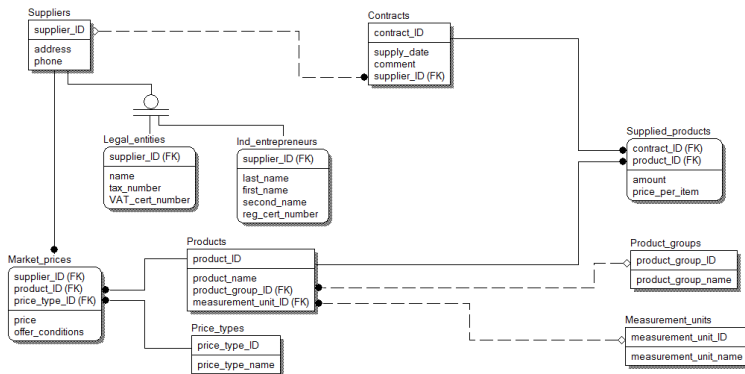 Suppliers
supplier_ID
address
phone
Contracts
contract_ID
supply_date
comment
supplier_ID (FK)
Legal_entities
supplier_ID (FK)
name
tax_number
VAT_cert_number
Ind_entrepreneurs
supplier_ID (FK)
last_name
first_name
second_name
reg_cert_number
Supplied_products
contract_ID (FK)
product_ID (FK)
amount
price_per_item
Market_prices
supplier_ID (FK)
product_ID (FK)
price_type_ID (FK)
price
offer_conditions
Products
product_ID
product_name
product_group_ID (FK)
measurement_unit_ID (FK)
Product_groups
product_group_ID
product_group_name
Price_types
price_type_ID
price_type_name
Measurement_units
measurement_unit_ID
measurement_unit_name